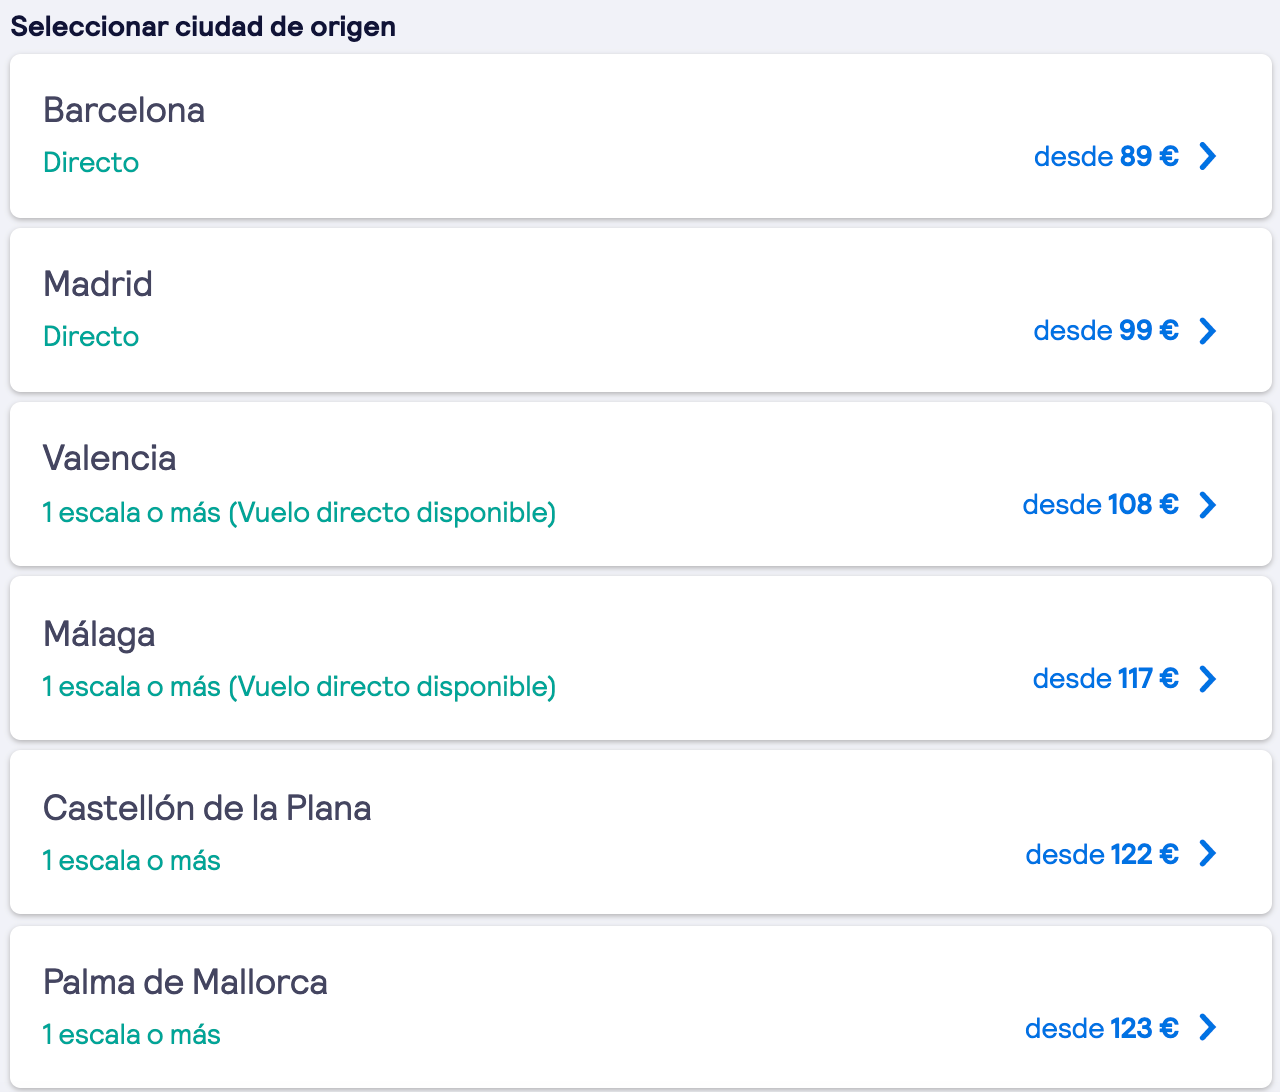 Seleccionar ciudad de origen
Barcelona
Directo
desde 89 €
Madrid
Directo
desde 99 €
Valencia
1 escala o más (Vuelo directo disponible)
desde 108 €
Málaga
1 escala o más (Vuelo directo disponible)
desde 117 €
Castellón de la Plana
1 escala o más
desde 122 €
Palma de Mallorca
1 escala o más
desde 123 €